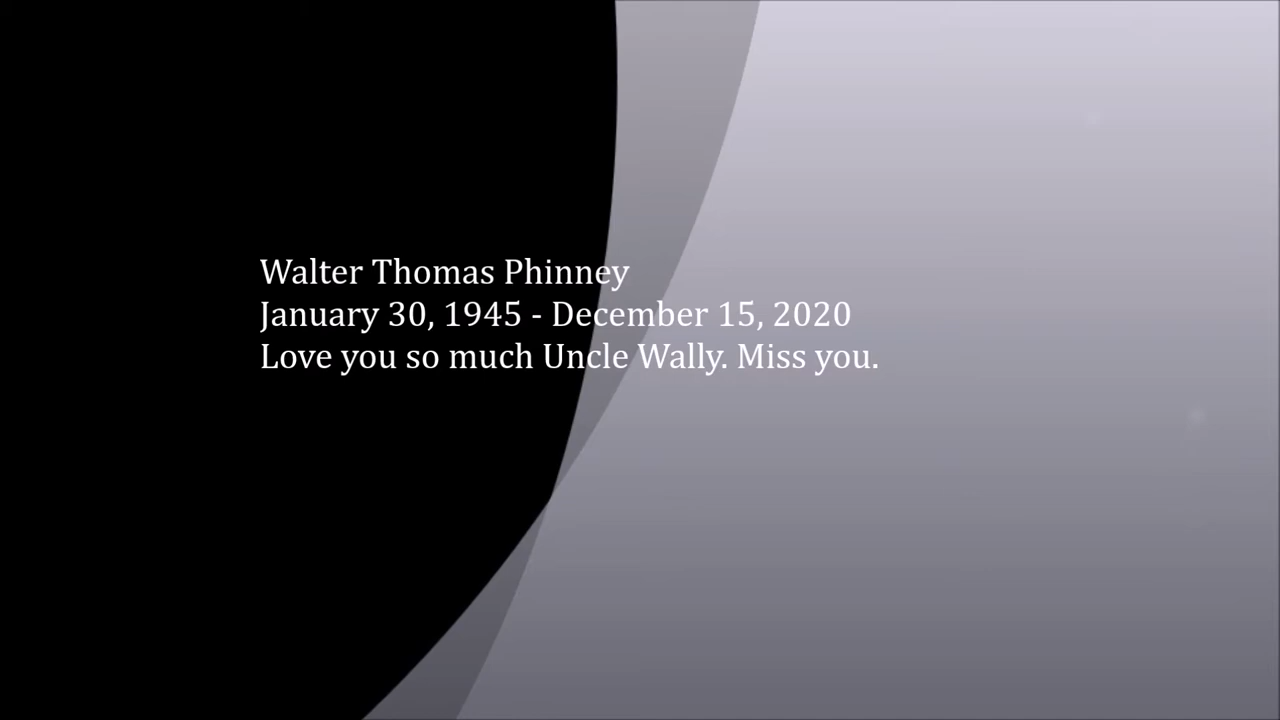 Walter Thomas Phinney
January 30, 1945 - December 15, 2020
Love you so much Uncle Wally. Miss you.